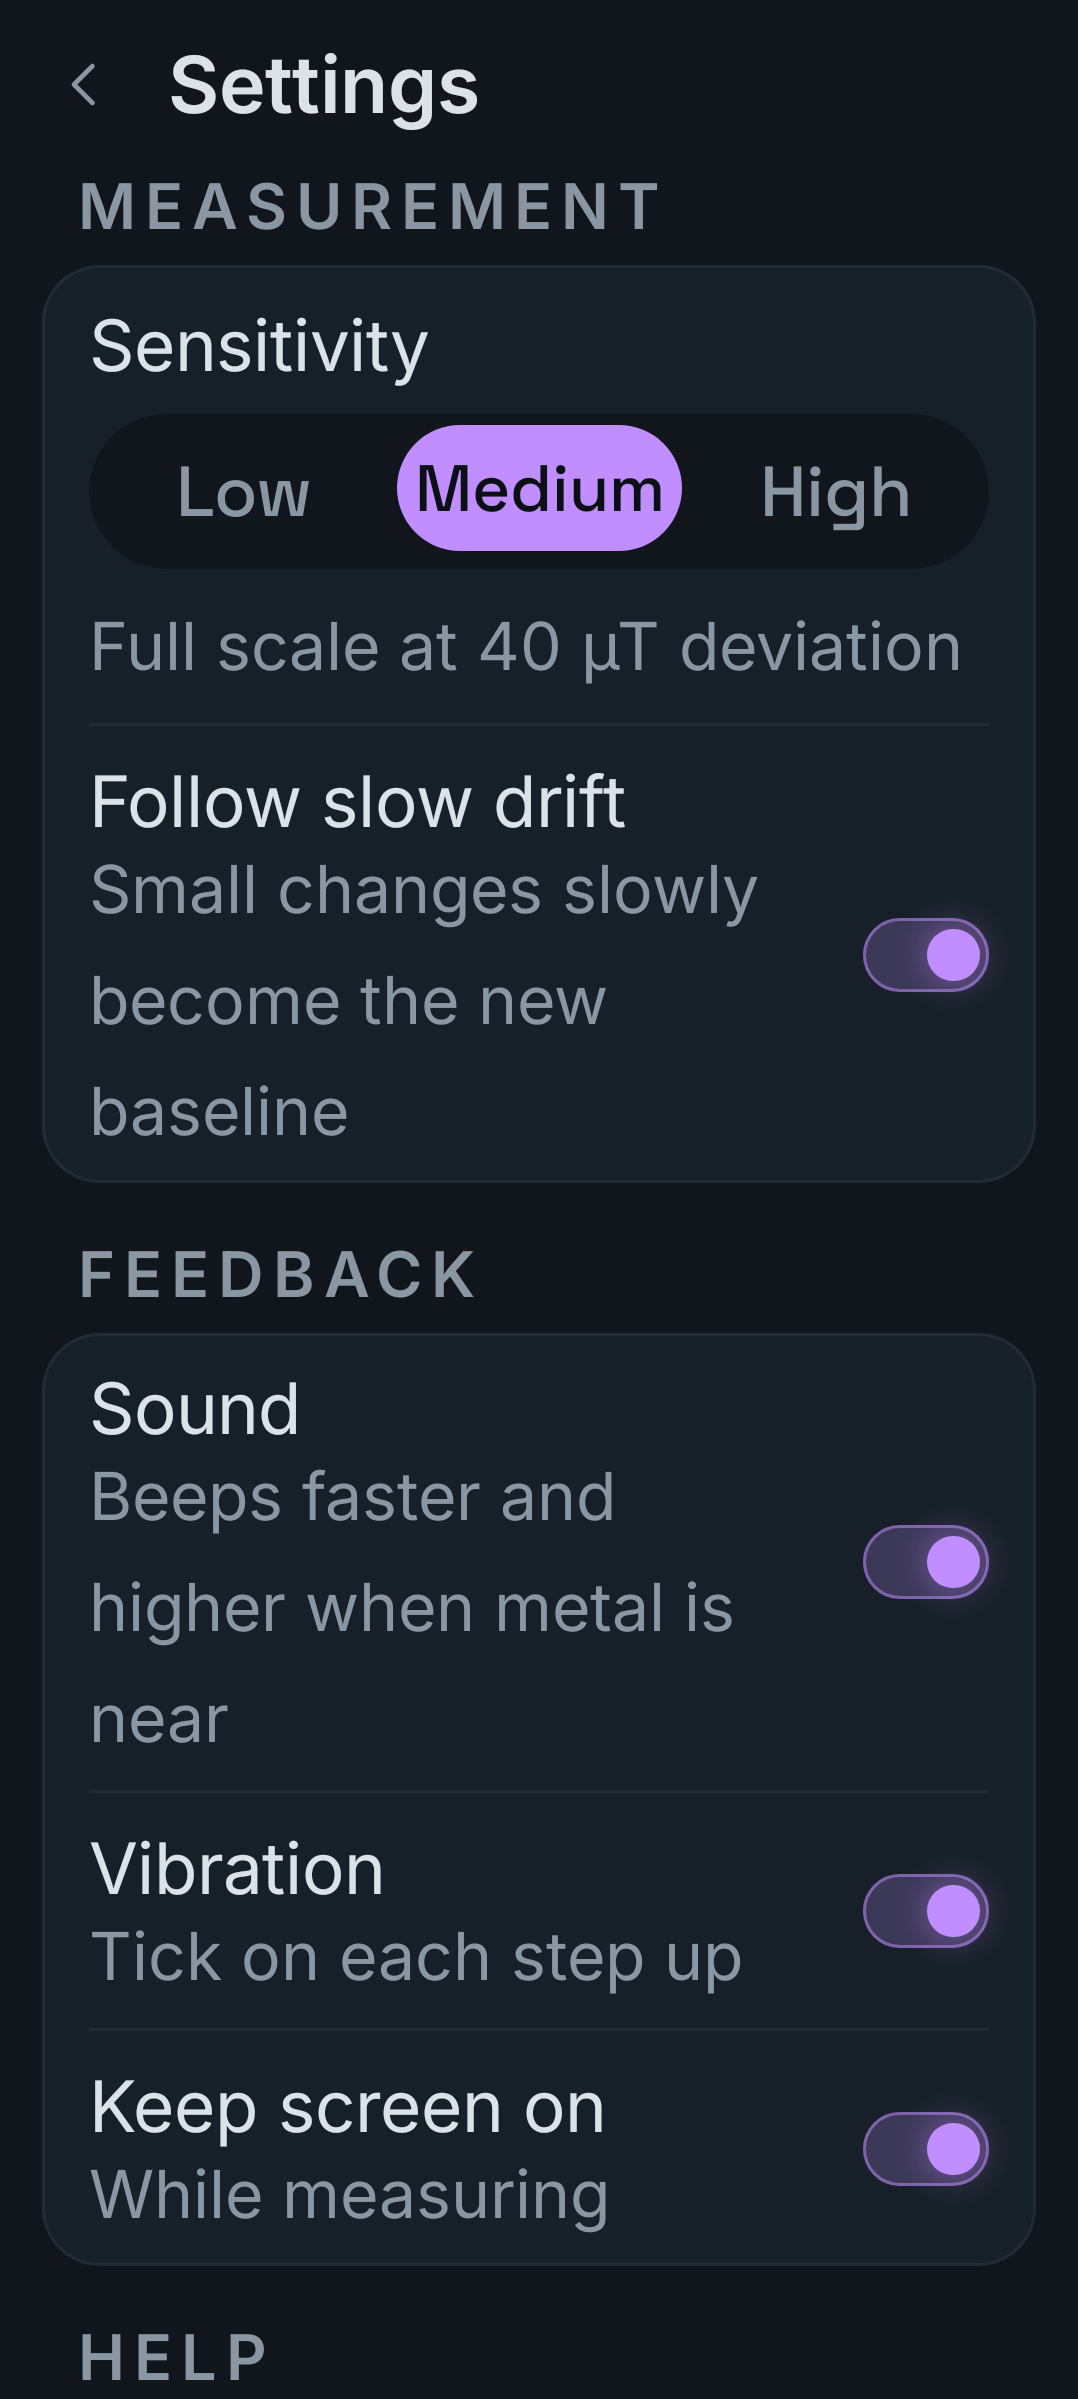 Settings
MEASUREMENT
Sensitivity
Low Medium High
Full scale at 40 µT deviation
Follow slow drift
Small changes slowly
become the new
baseline
FEEDBACK
Sound
Beeps faster and
higher when metal is
near
Vibration
Tick on each step up
Keep screen on
While measuring
HELP